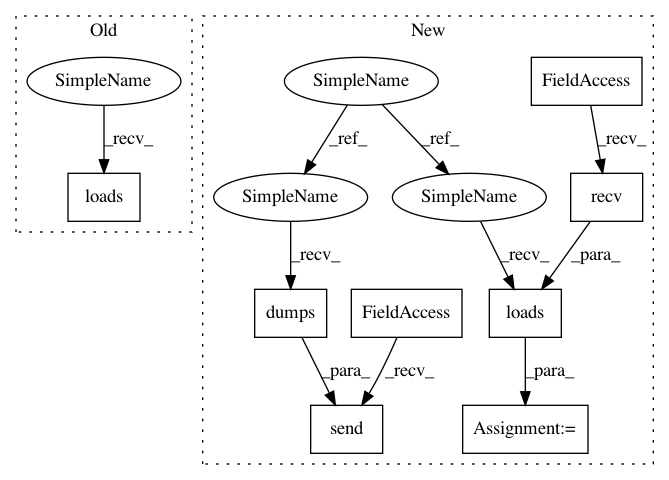 Old
New
SimpleName
SimpleName
FieldAccess
_recv_
_ref_
_ref_
_recv_
loads
SimpleName
SimpleName
recv
_recv_
_recv_
_para_
dumps
FieldAccess
loads
_para_
_recv_
_para_
send
Assignment:=